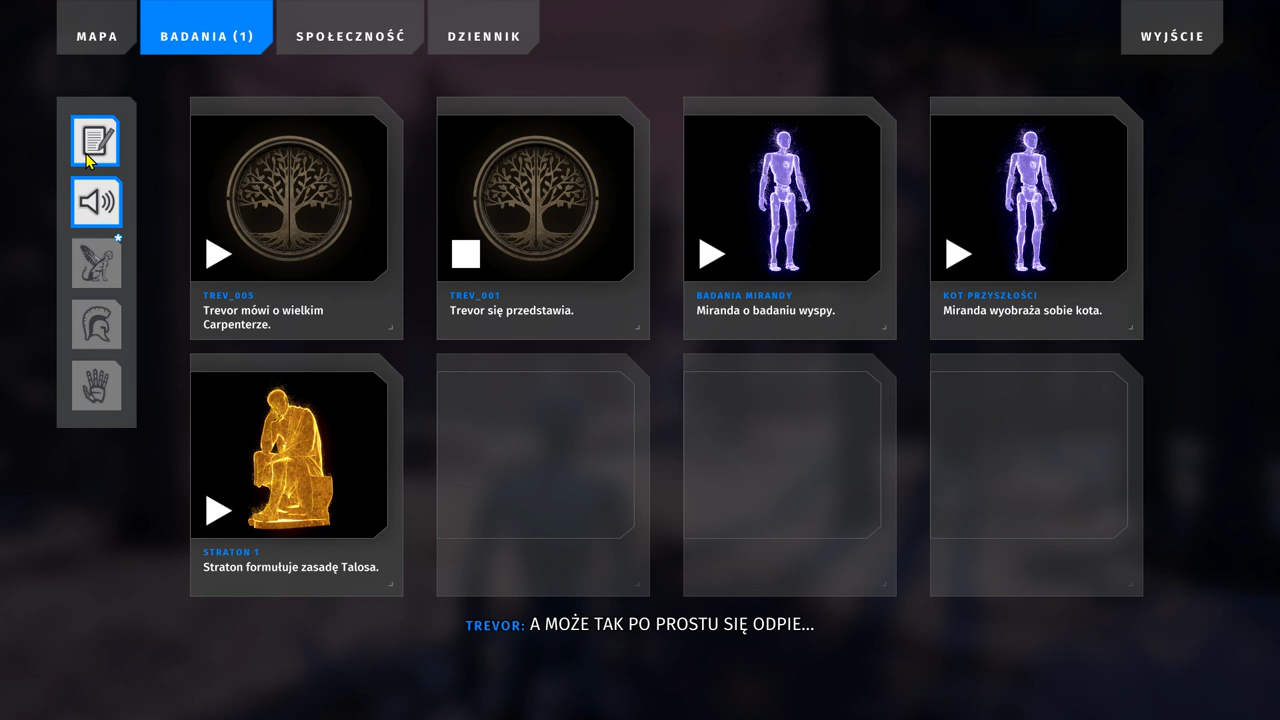 MAPA
BADANIA (1)
SPOŁECZNOŚĆ
DZIENNIK
WYJŚCIE
TREV_005
Trevor mówi o wielkim
Carpenterze.
TREV_001
Trevor się przedstawia.
BADANIA MIRANDY
Miranda o badaniu wyspy.
KOT PRZYSZŁOŚCI
Miranda wyobraża sobie kota.
STRATON 1
Straton formułuje zasadę Talosa.
TREVOR: A MOŻE TAK PO PROSTU SIĘ ODPIE...